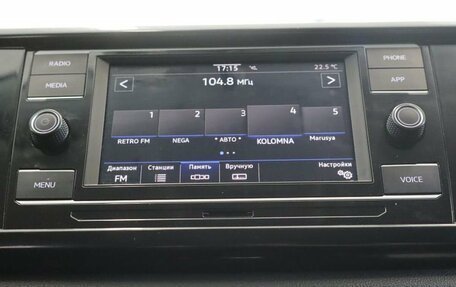 RADIO
MEDIA
MENU
17:15
22.5 °C
104.8 МГц
1 2 3 4 5
RETRO FM NEGA * АВТО * KOLOMNA Marusya
Диапазон Станции Память Вручную Настройки
FM
PHONE
APP
VOICE